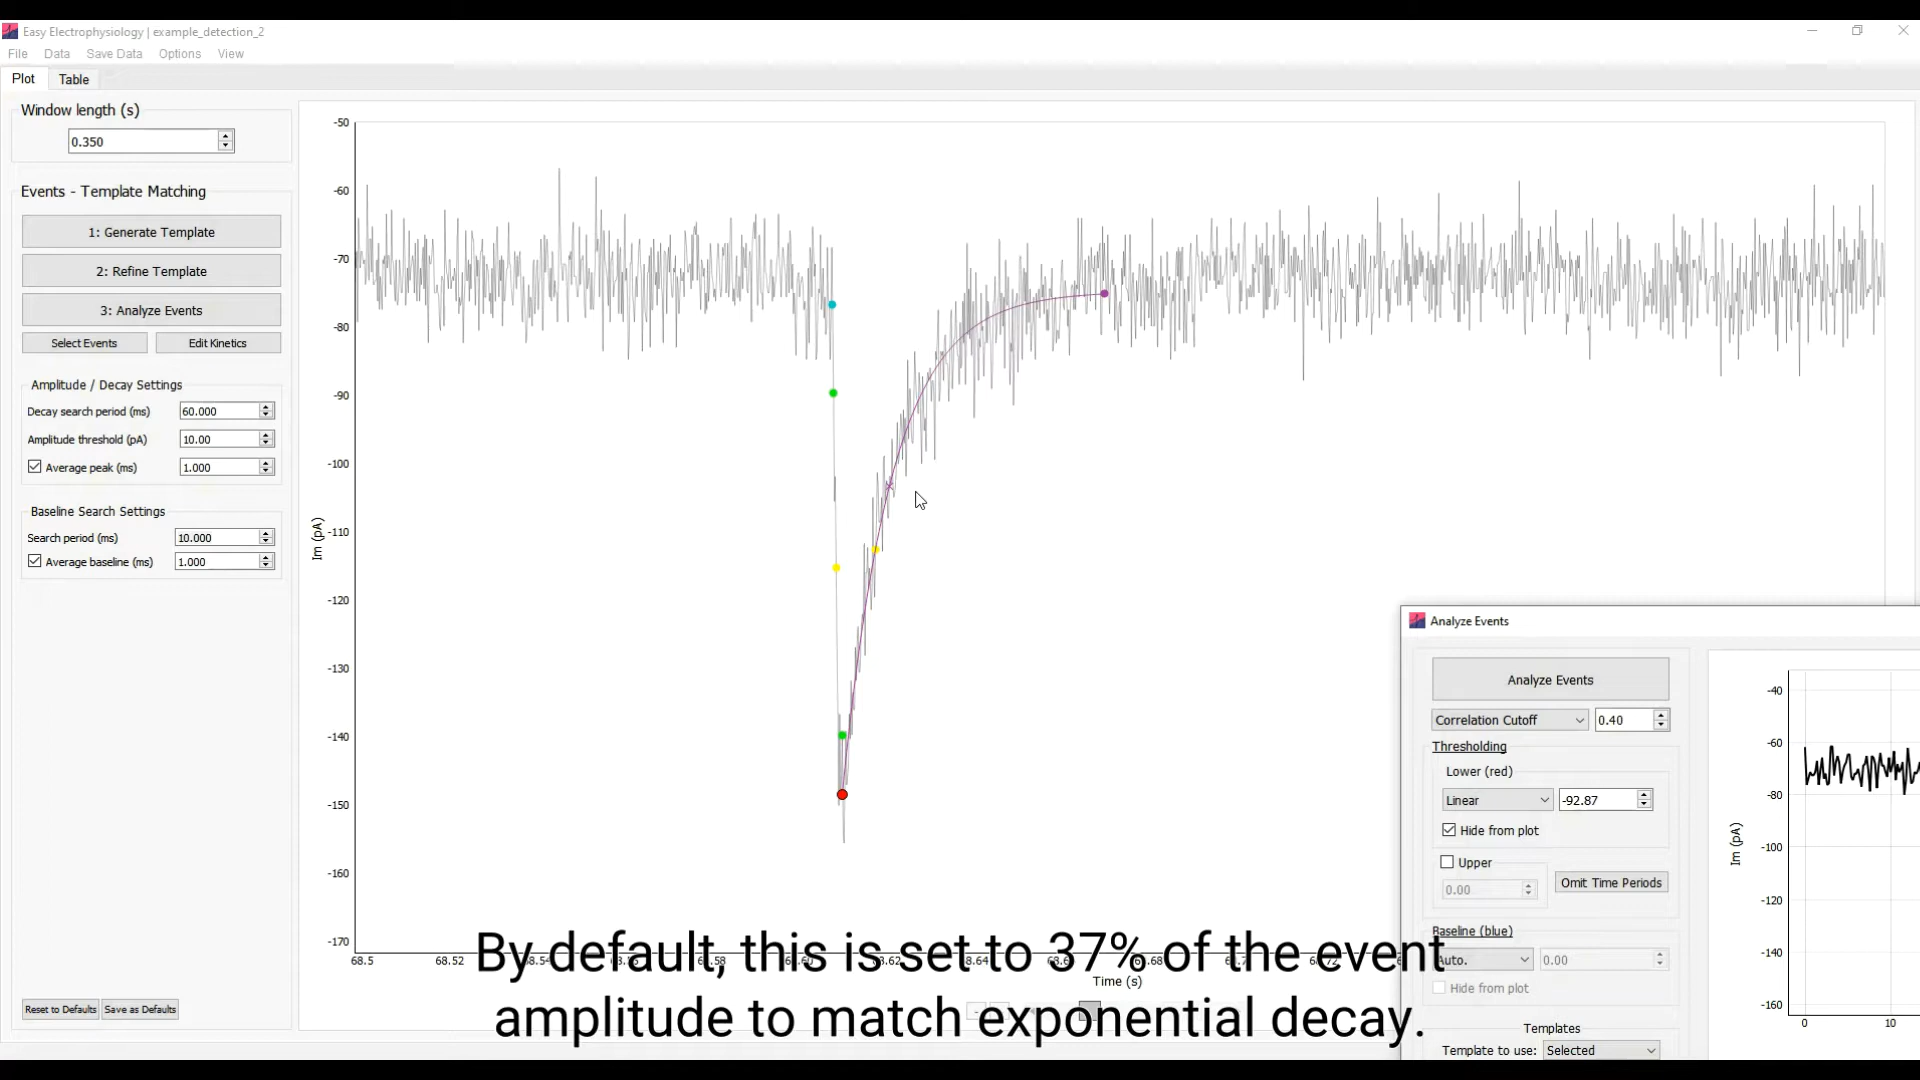 Easy Electrophysiology | example_detection_2
File Data Save Data Options View
Plot Table
Window length (s)
0.350
Events - Template Matching
1: Generate Template
2: Refine Template
3: Analyze Events
Select Events Edit Kinetics
Amplitude / Decay Settings
Decay search period (ms) 60.000
Amplitude threshold (pA) 10.00
Average peak (ms) 1.000
Baseline Search Settings
Search period (ms) 10.000
Average baseline (ms) 1.000
Reset to Defaults Save as Defaults
-50
-60
-70
-80
-90
-100
-110
-120
-130
-140
-150
-160
-170
Im (pA)
68.5 68.52
Time (s)
Analyze Events
Analyze Events
Correlation Cutoff 0.40
Thresholding
Lower (red)
Linear -92.87
Hide from plot
Upper
0.00 Omit Time Periods
Baseline (blue)
Auto. 0.00
Hide from plot
Templates
Template to use: Selected
-40
-60
-80
-100
-120
-140
-160
Im (pA)
0 10
By default, this is set to 37% of the event
amplitude to match exponential decay.